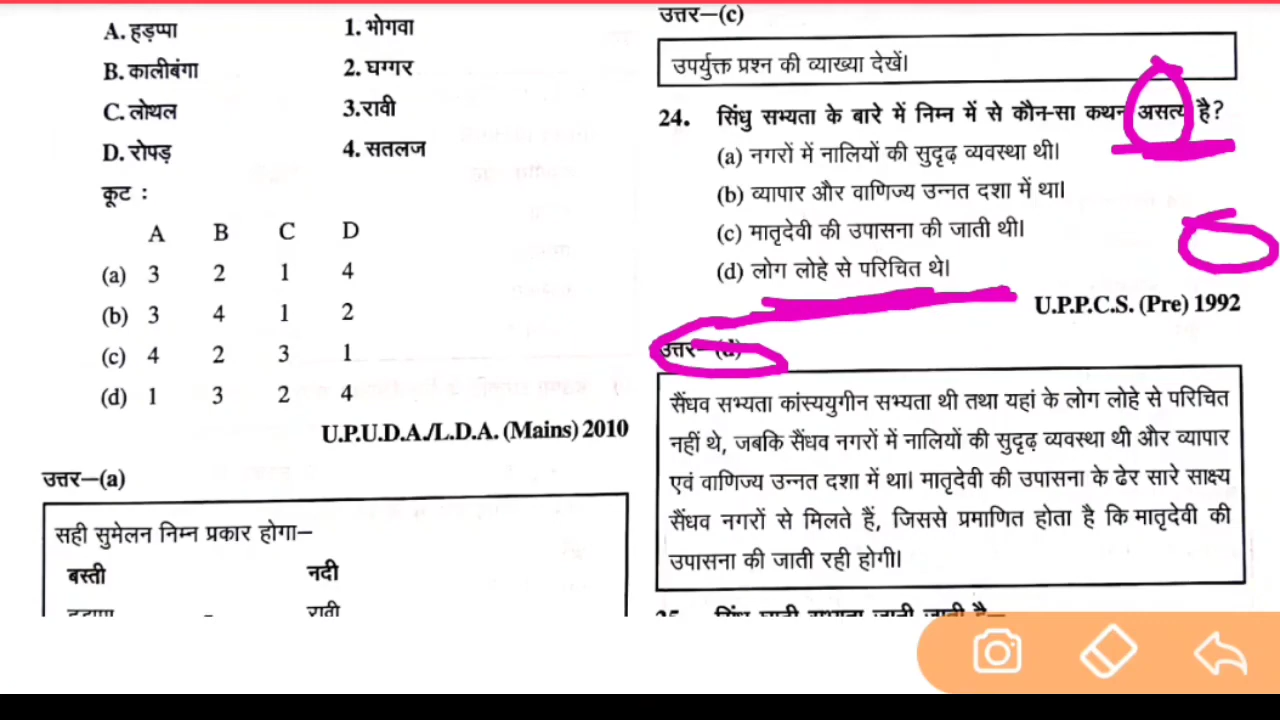 A. हड़प्पा 1. भोगवा
B. कालीबंगा 2. घग्गर
C. लोथल 3. रावी
D. रोपड़ 4. सतलज
कूट :
A B C D
(a) 3 2 1 4
(b) 3 4 1 2
(c) 4 2 3 1
(d) 1 3 2 4
U.P.U.D.A./L.D.A. (Mains) 2010
उत्तर–(a)
सही सुमेलन निम्न प्रकार होगा–
बस्ती नदी
हड़प्पा - रावी
उत्तर–(c)
उपर्युक्त प्रश्न की व्याख्या देखें।
24. सिंधु सभ्यता के बारे में निम्न में से कौन-सा कथन असत्य है?
(a) नगरों में नालियों की सुदृढ़ व्यवस्था थी।
(b) व्यापार और वाणिज्य उन्नत दशा में था।
(c) मातृदेवी की उपासना की जाती थी।
(d) लोग लोहे से परिचित थे।
U.P.P.C.S. (Pre) 1992
उत्तर–(d)
सैंधव सभ्यता कांस्ययुगीन सभ्यता थी तथा यहां के लोग लोहे से परिचित
नहीं थे, जबकि सैंधव नगरों में नालियों की सुदृढ़ व्यवस्था थी और व्यापार
एवं वाणिज्य उन्नत दशा में था। मातृदेवी की उपासना के ढेर सारे साक्ष्य
सैंधव नगरों से मिलते हैं, जिससे प्रमाणित होता है कि मातृदेवी की
उपासना की जाती रही होगी।
25. सिंधु घाटी सभ्यता जानी जाती है–